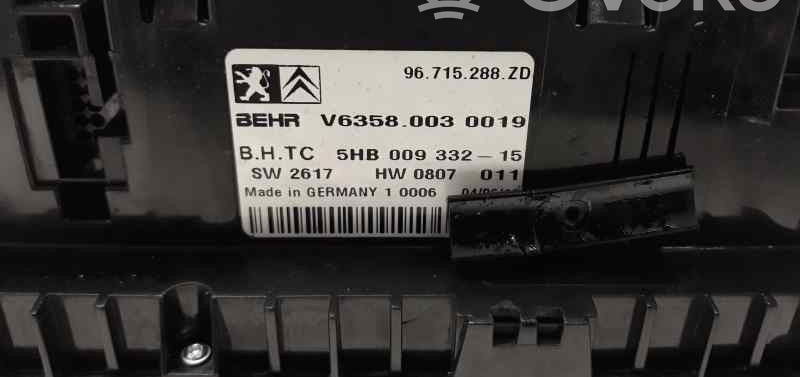 96.715.288.ZD
BEHR V6358.003 0019
B.H.TC 5HB 009 332-15
SW 2617 HW 0807 011
Made in GERMANY 1 0006